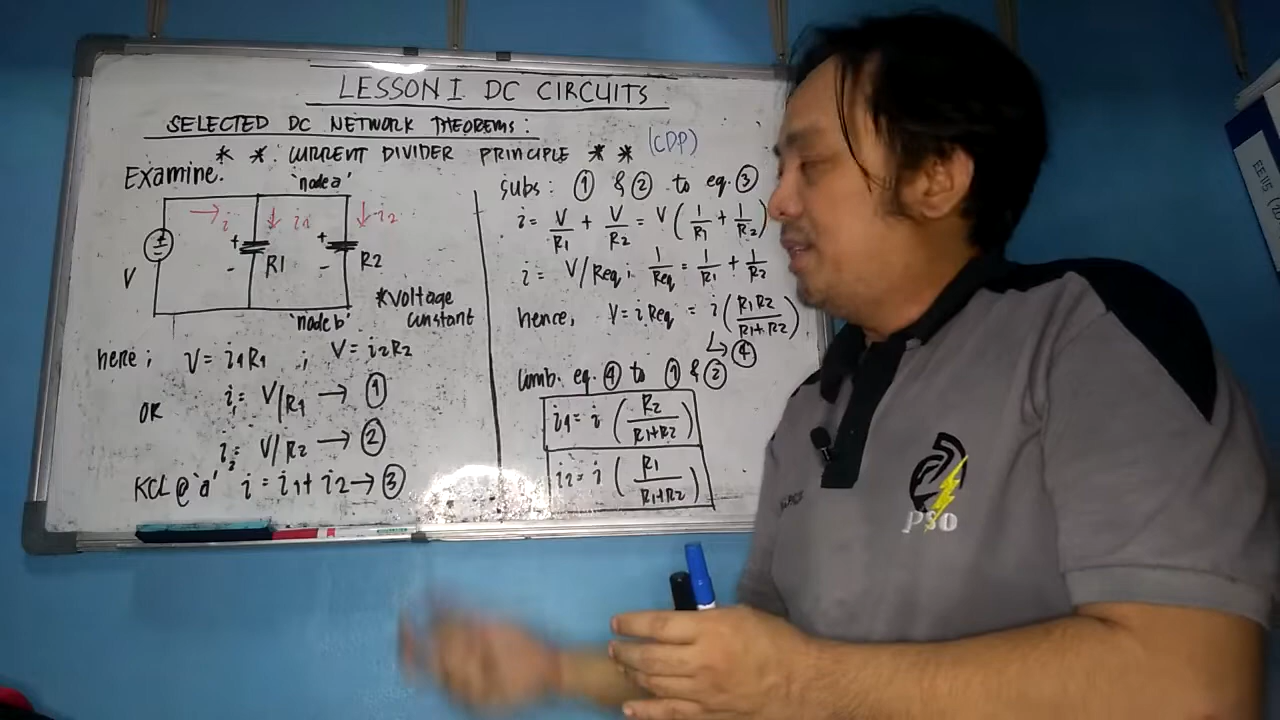 LESSON I DC CIRCUITS
SELECTED DC NETWORK THEOREMS:
* * CURRENT DIVIDER PRINCIPLE * * (CDP)
Examine.
'node a'
i i1 i2
+ +
V - R1 - R2
*Voltage constant
'node b'
here; V = i1R1 ; V = i2R2
OR i1 = V/R1 → ①
i2 = V/R2 → ②
KCL @ 'a' i = i1 + i2 → ③
subs: ① & ② to eq. ③
i = V/R1 + V/R2 = V (1/R1 + 1/R2)
i = V/Req ; 1/Req = 1/R1 + 1/R2
hence, V = i Req = i (R1R2/R1+R2)
↳ ④
Comb. eq. ④ to ① & ②
i1 = i (R2/R1+R2)
i2 = i (R1/R1+R2)
PSO
EE 115